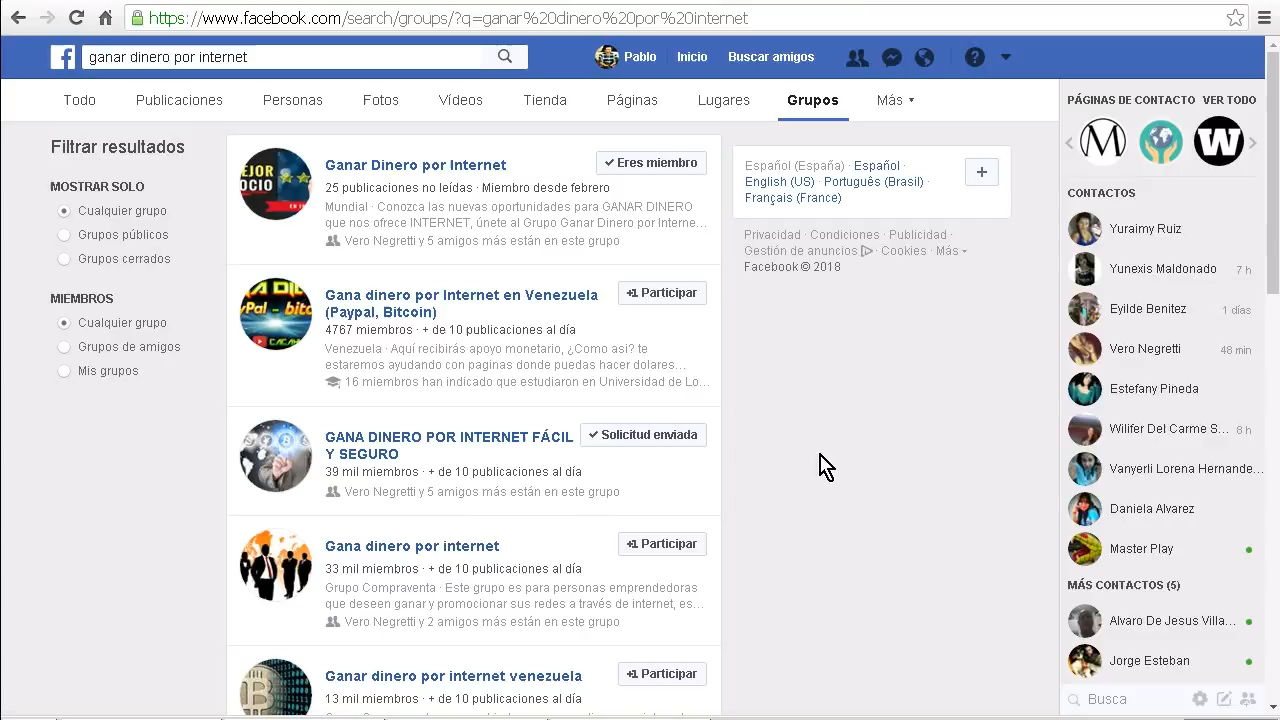 https://www.facebook.com/search/groups/?q=ganar%20dinero%20por%20internet
ganar dinero por internet
Pablo Inicio Buscar amigos
Todo Publicaciones Personas Fotos Vídeos Tienda Páginas Lugares Grupos Más
Filtrar resultados
MOSTRAR SOLO
Cualquier grupo
Grupos públicos
Grupos cerrados
MIEMBROS
Cualquier grupo
Grupos de amigos
Mis grupos
Ganar Dinero por Internet
Eres miembro
25 publicaciones no leídas · Miembro desde febrero
Mundial · Conozca las nuevas oportunidades para GANAR DINERO
que nos ofrece INTERNET, únete al Grupo Ganar Dinero por Interne...
Vero Negretti y 5 amigos más están en este grupo
Gana dinero por Internet en Venezuela
(Paypal, Bitcoin)
+1 Participar
4767 miembros · + de 10 publicaciones al día
Venezuela · Aquí recibirás apoyo monetario, ¿Como asi? te
estaremos ayudando con paginas donde puedas hacer dolares...
16 miembros han indicado que estudiaron en Universidad de Lo...
GANA DINERO POR INTERNET FÁCIL
Y SEGURO
Solicitud enviada
39 mil miembros · + de 10 publicaciones al día
Vero Negretti y 5 amigos más están en este grupo
Gana dinero por internet
+1 Participar
33 mil miembros · + de 10 publicaciones al día
Grupo Compraventa · Este grupo es para personas emprendedoras
que deseen ganar y promocionar sus redes a través de internet, es...
Vero Negretti y 2 amigos más están en este grupo
Ganar dinero por internet venezuela
+1 Participar
13 mil miembros · + de 10 publicaciones al día
Español (España) · Español ·
English (US) · Português (Brasil) ·
Français (France)
Privacidad · Condiciones · Publicidad ·
Gestión de anuncios · Cookies · Más
Facebook © 2018
PÁGINAS DE CONTACTO VER TODO
CONTACTOS
Yuraimy Ruiz
Yuneisis Maldonado 7 h
Eyilde Benitez 1 días
Vero Negretti 48 min
Estefany Pineda
Wilifer Del Carme S... 8 h
Vanyerli Lorena Hernande...
Daniela Alvarez
Master Play
MÁS CONTACTOS (5)
Alvaro De Jesus Villa...
Jorge Esteban